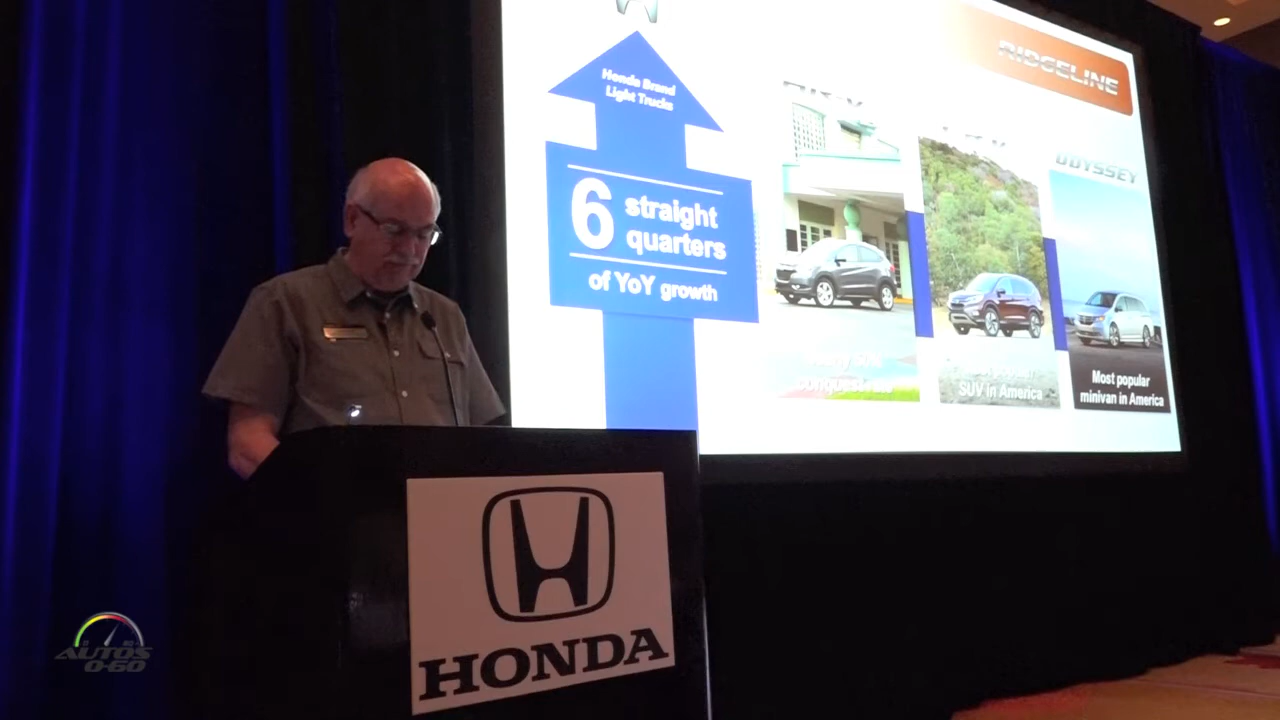 RIDGELINE
Honda Brand
Light Trucks
6 straight
quarters
of YoY growth
ODYSSEY
SUV in America
Most popular
minivan in America
HONDA
AUTOS
0-60